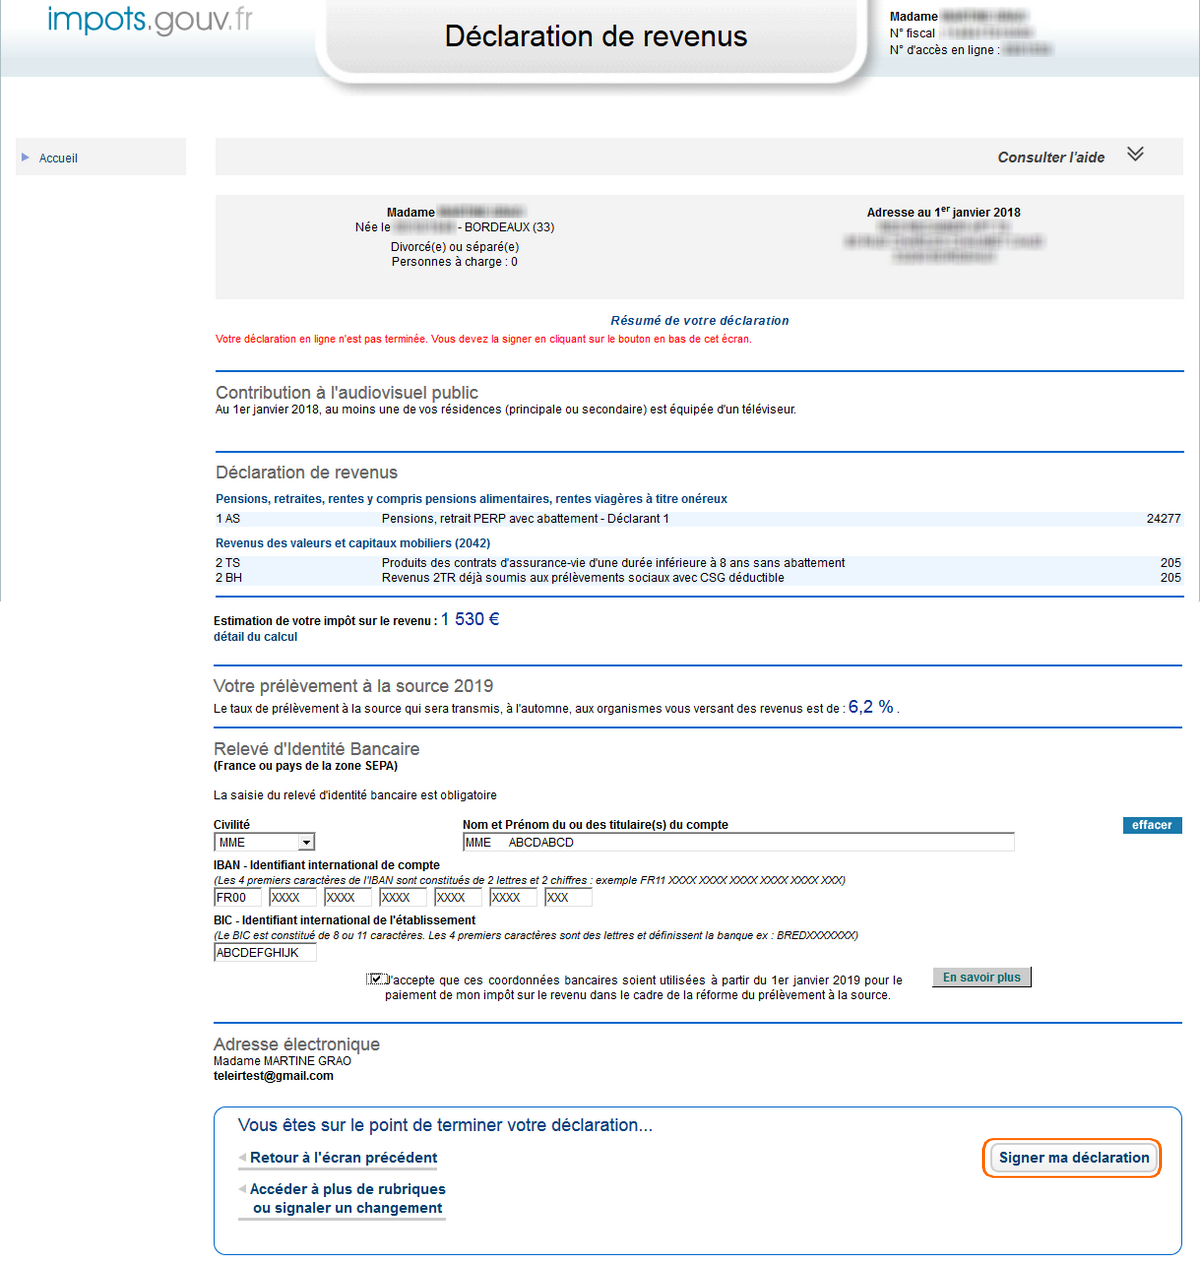 impots.gouv.fr
Déclaration de revenus
Madame
N° fiscal
N° d'accès en ligne :
Accueil
Consulter l'aide
Madame
Née le - BORDEAUX (33)
Divorcé(e) ou séparé(e)
Personnes à charge : 0
Adresse au 1er janvier 2018
Résumé de votre déclaration
Votre déclaration en ligne n'est pas terminée. Vous devez la signer en cliquant sur le bouton en bas de cet écran.
Contribution à l'audiovisuel public
Au 1er janvier 2018, au moins une de vos résidences (principale ou secondaire) est équipée d'un téléviseur.
Déclaration de revenus
Pensions, retraites, rentes y compris pensions alimentaires, rentes viagères à titre onéreux
1 AS Pensions, retrait PERP avec abattement - Déclarant 1 24277
Revenus des valeurs et capitaux mobiliers (2042)
2 TS Produits des contrats d'assurance-vie d'une durée inférieure à 8 ans sans abattement 205
2 BH Revenus 2TR déjà soumis aux prélèvements sociaux avec CSG déductible 205
Estimation de votre impôt sur le revenu : 1 530 €
détail du calcul
Votre prélèvement à la source 2019
Le taux de prélèvement à la source qui sera transmis, à l'automne, aux organismes vous versant des revenus est de : 6,2 % .
Relevé d'Identité Bancaire
(France ou pays de la zone SEPA)
La saisie du relevé d'identité bancaire est obligatoire
Civilité Nom et Prénom du ou des titulaire(s) du compte effacer
MME MME ABCDABCD
IBAN - Identifiant international de compte
(Les 4 premiers caractères de l'IBAN sont constitués de 2 lettres et 2 chiffres : exemple FR11 XXXX XXXX XXXX XXXX XXXX XXX)
FR00 XXXX XXXX XXXX XXXX XXXX XXX
BIC - Identifiant international de l'établissement
(Le BIC est constitué de 8 ou 11 caractères. Les 4 premiers caractères sont des lettres et définissent la banque ex : BREDXXXXXXX)
ABCDEFGHIJK
J'accepte que ces coordonnées bancaires soient utilisées à partir du 1er janvier 2019 pour le
paiement de mon impôt sur le revenu dans le cadre de la réforme du prélèvement à la source.
En savoir plus
Adresse électronique
Madame MARTINE GRAO
teleirtest@gmail.com
Vous êtes sur le point de terminer votre déclaration...
Retour à l'écran précédent
Signer ma déclaration
Accéder à plus de rubriques
ou signaler un changement